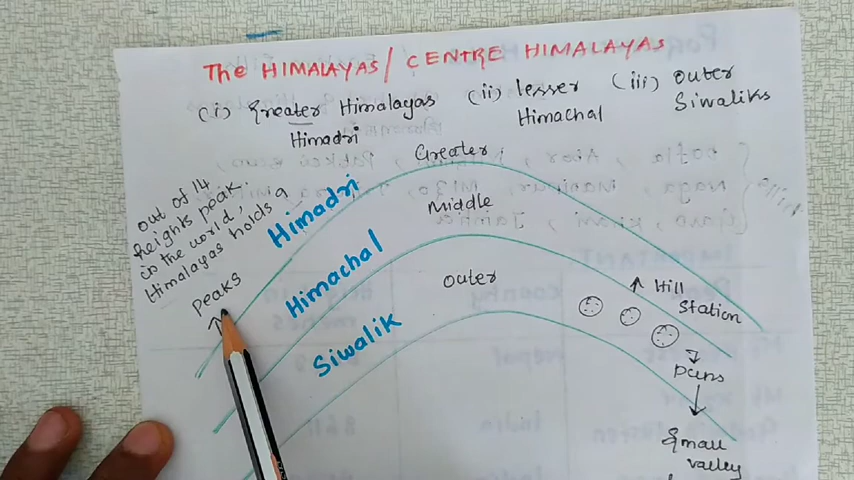 The HIMALAYAS/ CENTRE HIMALAYAS
(i) Greater Himalayas
Himadri
(ii) lesser
Himachal
(iii) outer
Siwaliks
out of 14
heights peak.
in the world,
Himalayas holds a
peaks
Greater
Himadri
Middle
Himachal
outer
Siwalik
Hill
Station
Duns
Small
valley